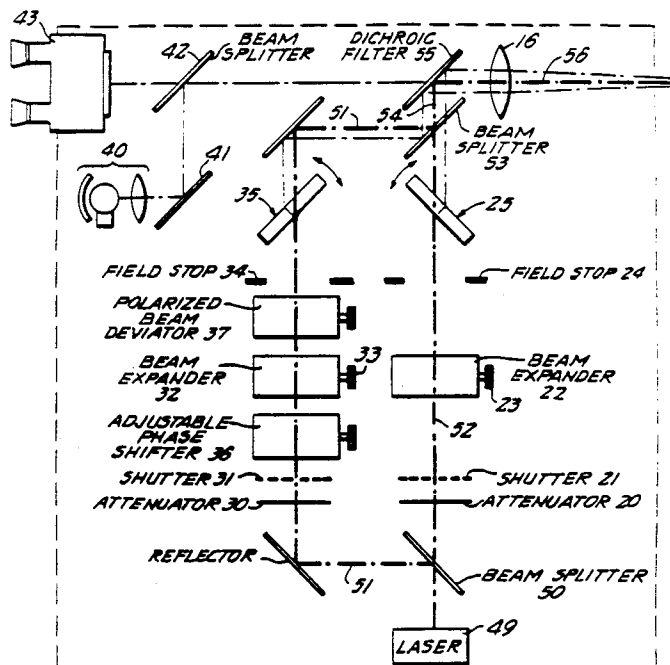 43
42
BEAM
SPLITTER
DICHROIC
FILTER 55
16
56
51
54
BEAM
SPLITTER
53
40
41
35
25
FIELD STOP 34
FIELD STOP 24
POLARIZED
BEAM
DEVIATOR 37
BEAM
EXPANDER
32
33
BEAM
EXPANDER
22
23
ADJUSTABLE
PHASE
SHIFTER 36
52
SHUTTER 31
SHUTTER 21
ATTENUATOR 30
ATTENUATOR 20
REFLECTOR
51
BEAM SPLITTER
50
49
LASER